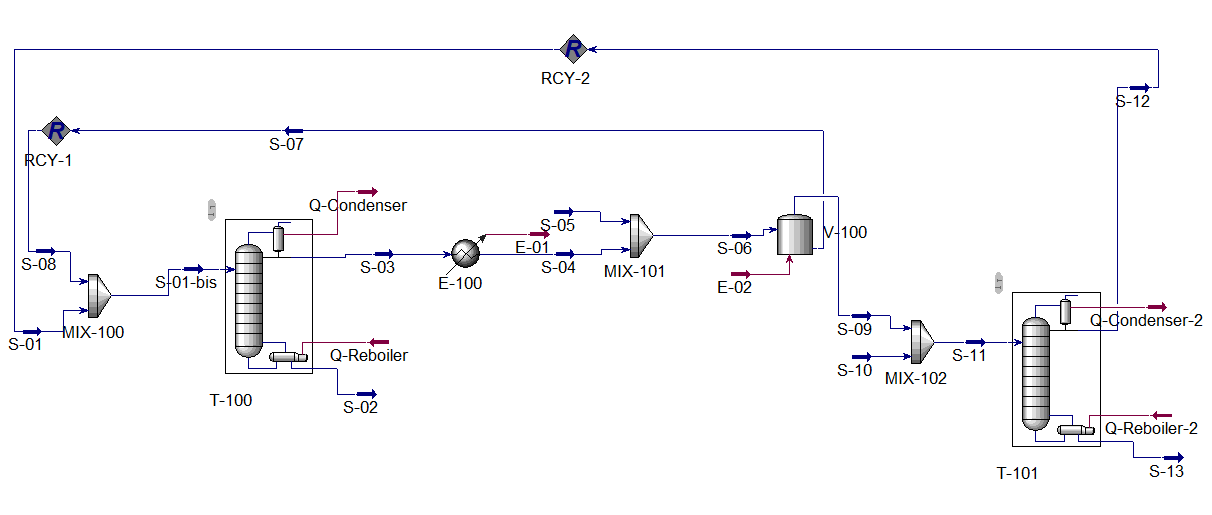 R
RCY-2
S-12
R
RCY-1
S-07
Q-Condenser
S-08
S-01-bis
MIX-100
S-01
S-03
E-100
E-01
S-05
S-04
MIX-101
S-06
V-100
E-02
Q-Reboiler
S-02
T-100
S-09
S-10
MIX-102
S-11
Q-Condenser-2
Q-Reboiler-2
S-13
T-101